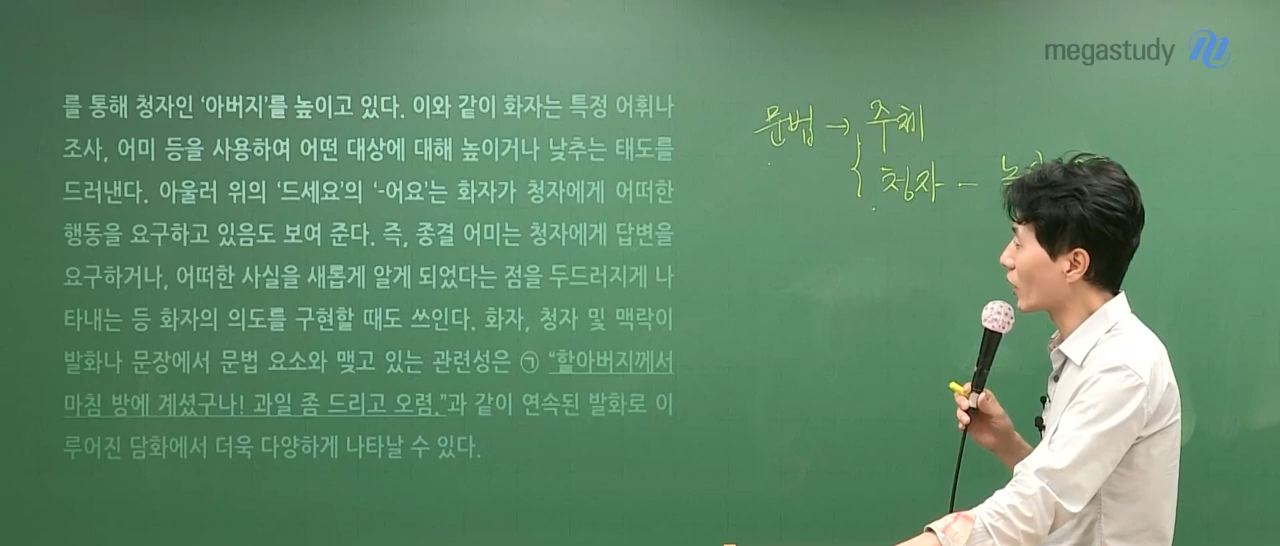 megastudy
를 통해 청자인 ‘아버지’를 높이고 있다. 이와 같이 화자는 특정 어휘나
조사, 어미 등을 사용하여 어떤 대상에 대해 높이거나 낮추는 태도를
드러낸다. 아울러 위의 ‘드세요’의 ‘-어요’는 화자가 청자에게 어떠한
행동을 요구하고 있음도 보여 준다. 즉, 종결 어미는 청자에게 답변을
요구하거나, 어떠한 사실을 새롭게 알게 되었다는 점을 두드러지게 나
타내는 등 화자의 의도를 구현할 때도 쓰인다. 화자, 청자 및 맥락이
발화나 문장에서 문법 요소와 맺고 있는 관련성은 ㉠ “할아버지께서
마침 방에 계셨구나! 과일 좀 드리고 오렴.”과 같이 연속된 발화로 이
루어진 담화에서 더욱 다양하게 나타날 수 있다.
문법 → 주체
청자 -